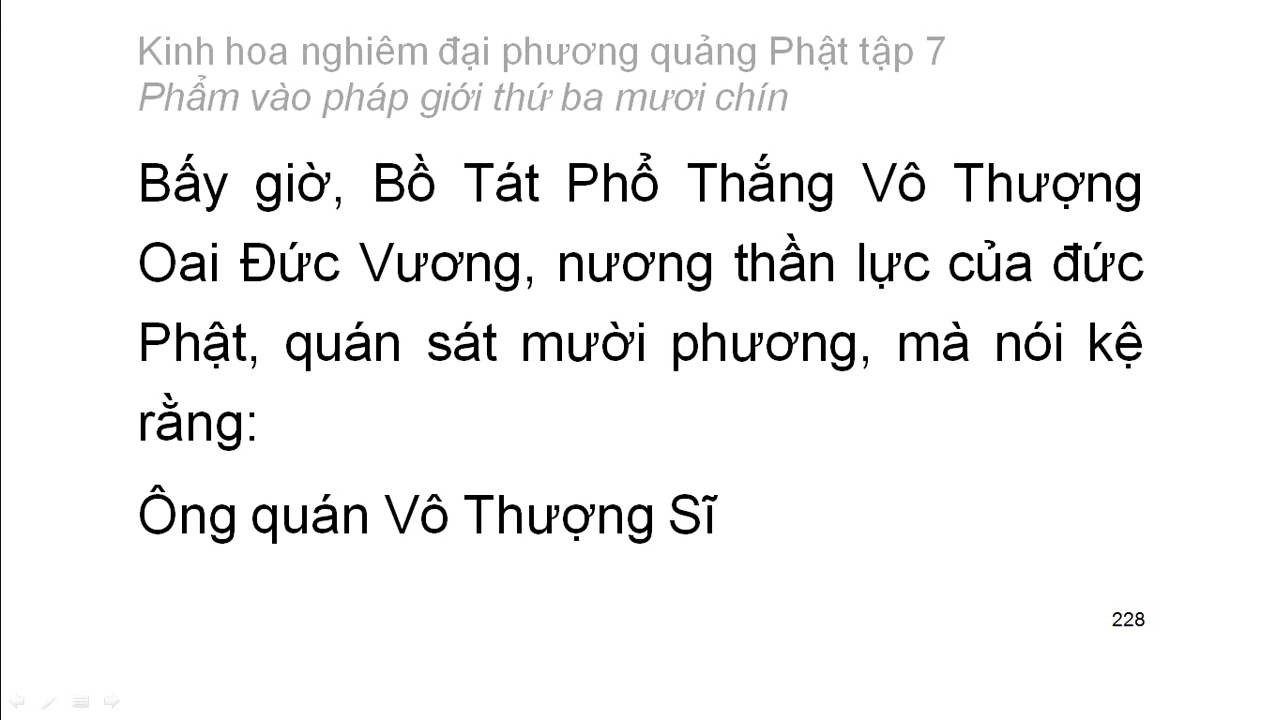 Kinh hoa nghiêm đại phương quảng Phật tập 7
Phẩm vào pháp giới thứ ba mươi chín
Bấy giờ, Bồ Tát Phổ Thắng Vô Thượng
Oai Đức Vương, nương thần lực của đức
Phật, quán sát mười phương, mà nói kệ
rằng:
Ông quán Vô Thượng Sĩ
228